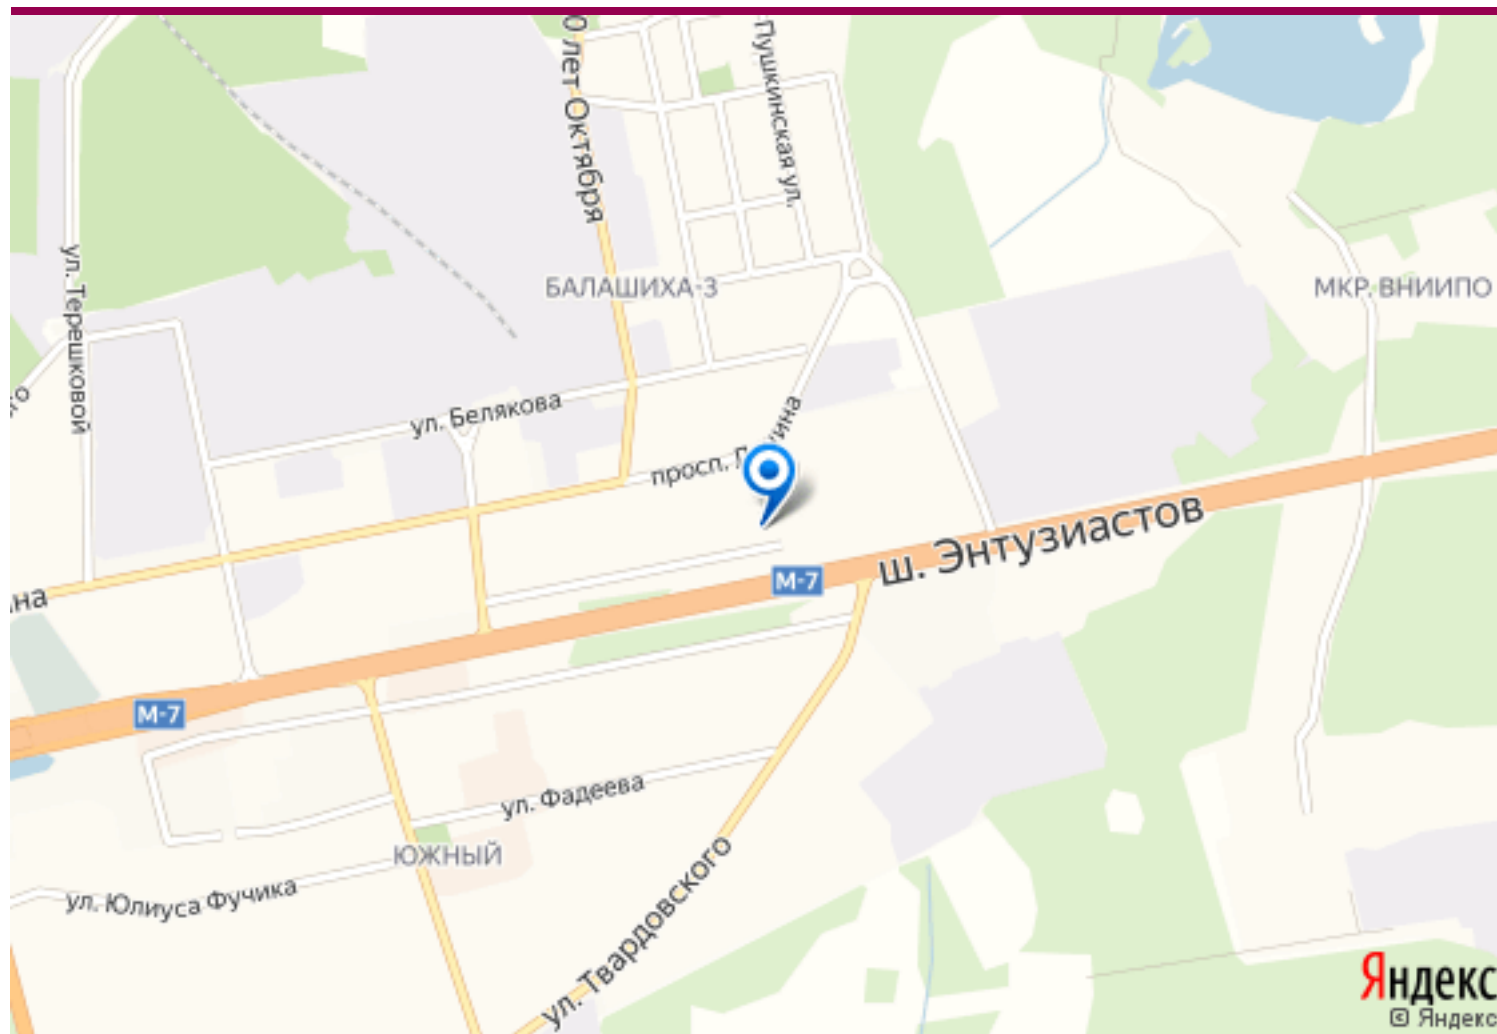 0 лет Октября
Пушкинская ул.
ул. Терешковой
БАЛАШИХА-3
МКР. ВНИИПО
го
ул. Белякова
просп.
ш. Энтузиастов
М-7
на
М-7
ул. Фадеева
ЮЖНЫЙ
ул. Юлиуса Фучика
ул. Твардовского
Яндекс
© Яндекс